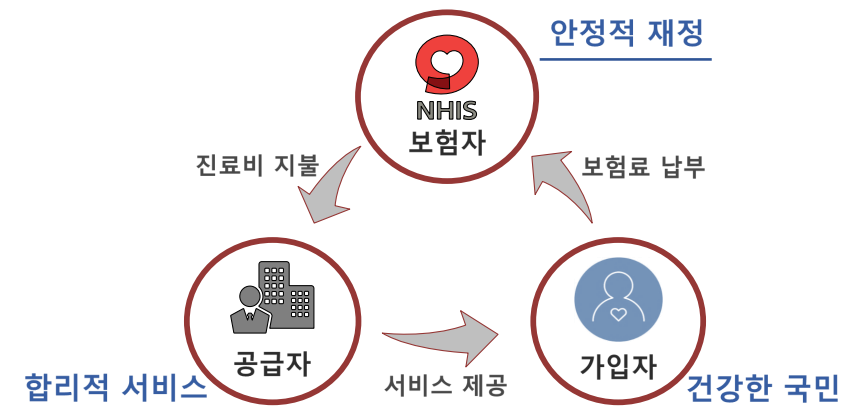 안정적 재정
NHIS
보험자
진료비 지불
보험료 납부
공급자
가입자
합리적 서비스
서비스 제공
건강한 국민